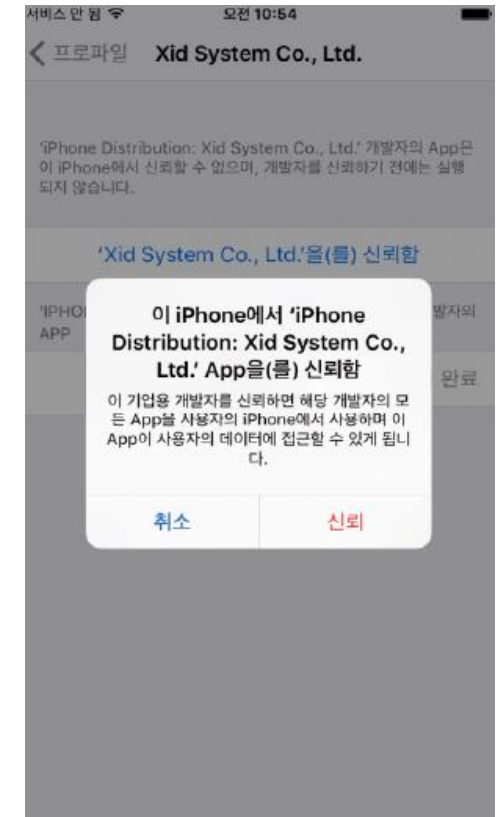 서비스 안 됨
오전 10:54
프로파일
Xid System Co., Ltd.
'iPhone Distribution: Xid System Co., Ltd.' 개발자의 App은
이 iPhone에서 신뢰할 수 없으며, 개발자를 신뢰하기 전에는 실행
되지 않습니다.
'Xid System Co., Ltd.'을(를) 신뢰함
'IPHO
발자의
APP
완료
이 iPhone에서 'iPhone
Distribution: Xid System Co.,
Ltd.' App을(를) 신뢰함
이 기업용 개발자를 신뢰하면 해당 개발자의 모
든 App을 사용자의 iPhone에서 사용하며 이
App이 사용자의 데이터에 접근할 수 있게 됩니
다.
취소
신뢰